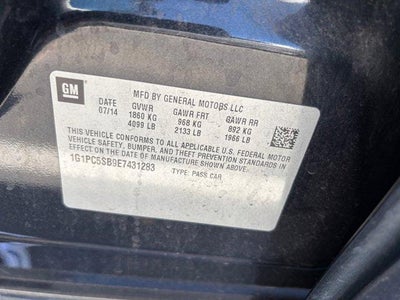 GM
MFD BY GENERAL MOTORS LLC
DATE GVWR GAWR FRT GAWR RR
07/14 1860 KG 968 KG 892 KG
4099 LB 2133 LB 1966 LB
THIS VEHICLE CONFORMS TO ALL APPLICABLE U.S. FEDERAL MOTOR
VEHICLE SAFETY, BUMPER, AND THEFT PREVENTION STANDARDS IN
EFFECT ON THE DATE OF MANUFACTURE SHOWN ABOVE.
1G1PC5SB9E7431283 TYPE: PASS CAR